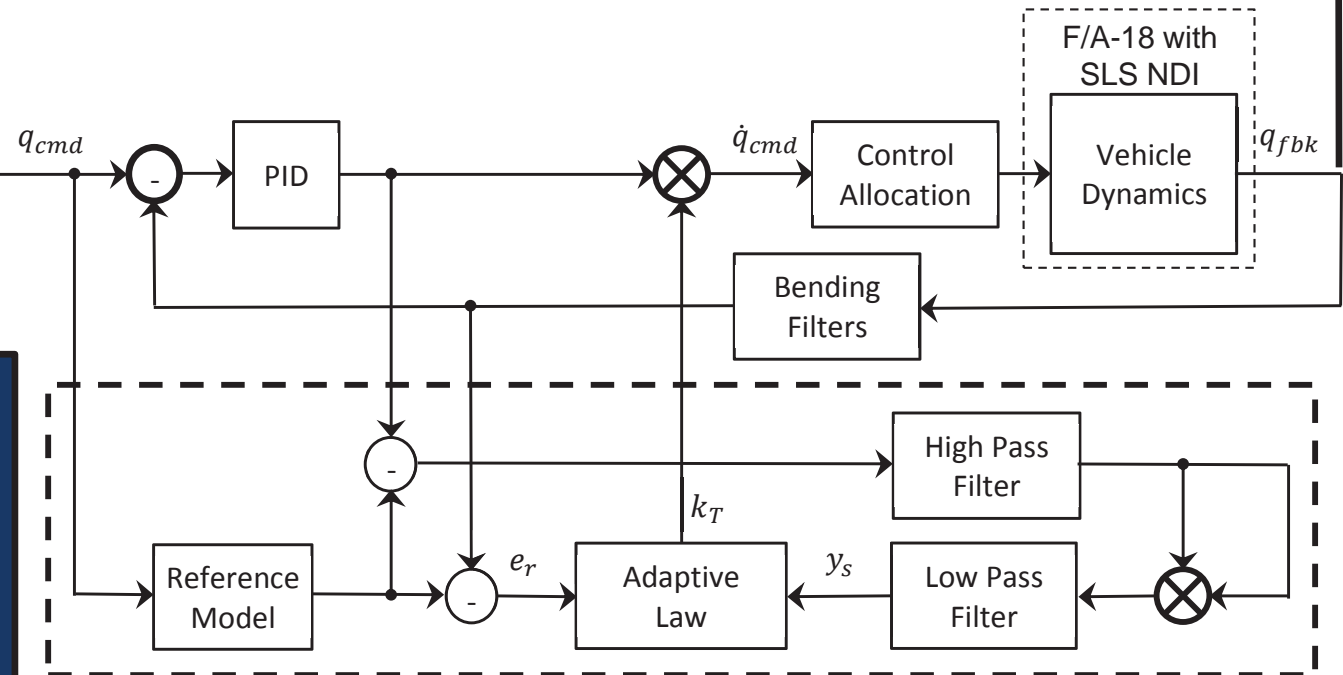 F/A-18 with
SLS NDI
q_cmd
-
PID
q̇_cmd
Control
Allocation
Vehicle
Dynamics
q_fbk
Bending
Filters
-
High Pass
Filter
k_T
Reference
Model
-
e_r
Adaptive
Law
y_s
Low Pass
Filter